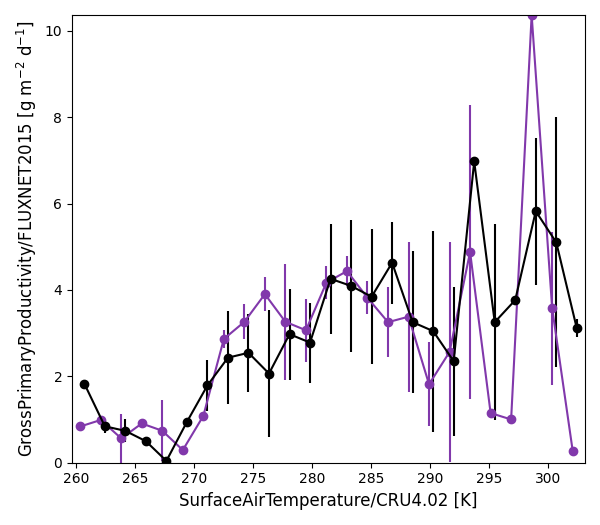 GrossPrimaryProductivity/FLUXNET2015 [g m⁻² d⁻¹]
10
8
6
4
2
0
260 265 270 275 280 285 290 295 300
SurfaceAirTemperature/CRU4.02 [K]